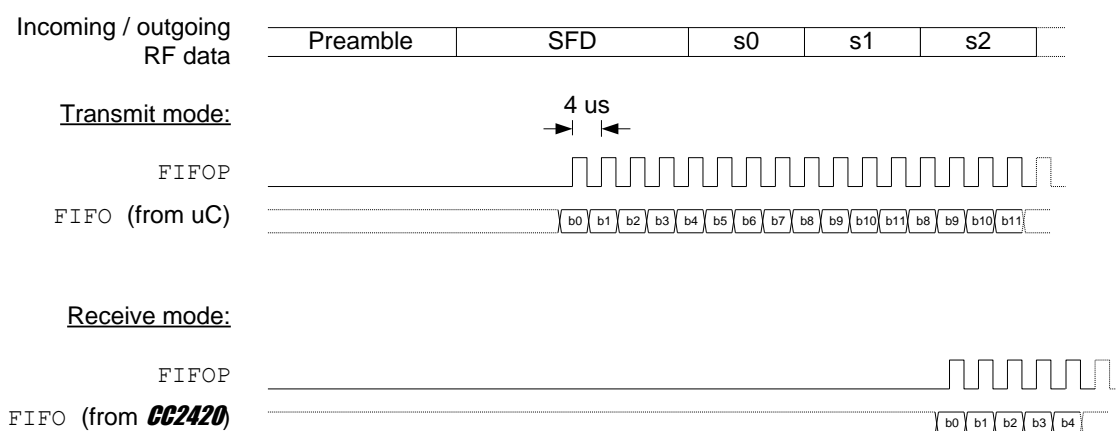 Incoming / outgoing
RF data
Preamble SFD s0 s1 s2
Transmit mode:
4 us
FIFOP
FIFO (from uC)
b0 b1 b2 b3 b4 b5 b6 b7 b8 b9 b10 b11 b8 b9 b10 b11
Receive mode:
FIFOP
FIFO (from CC2420)
b0 b1 b2 b3 b4